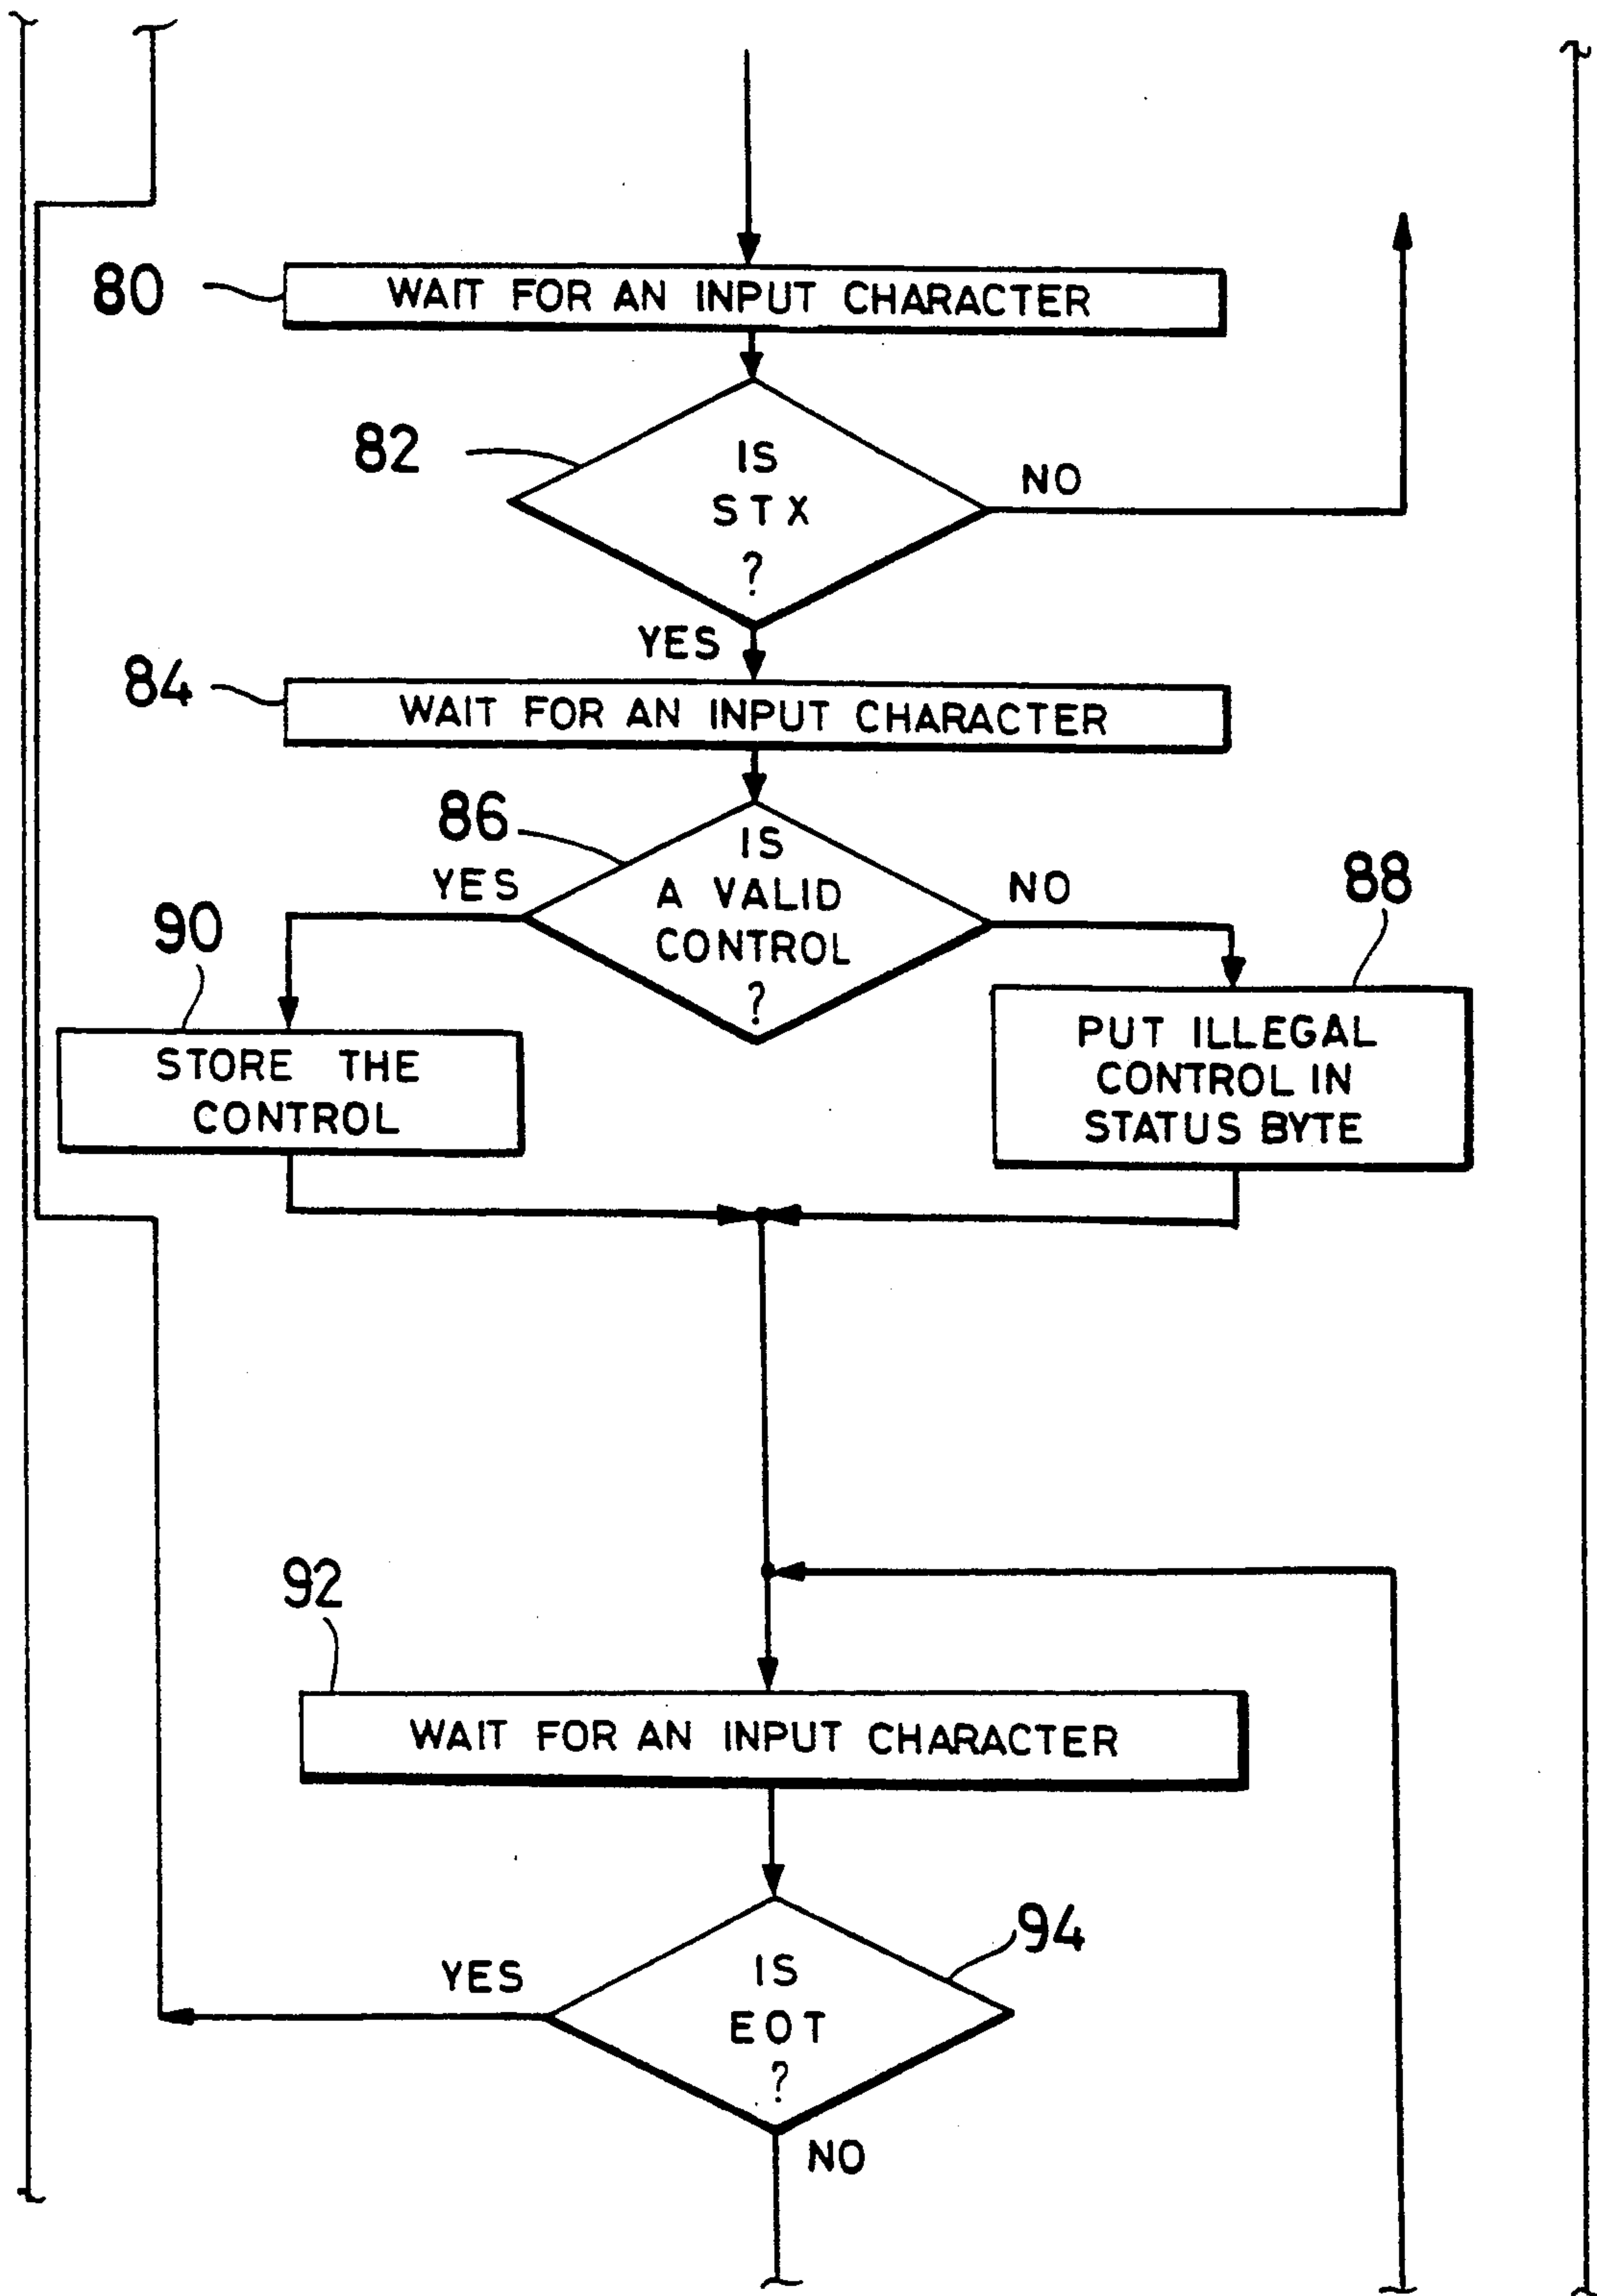 80
WAIT FOR AN INPUT CHARACTER
82
IS
STX
?
NO
YES
84
WAIT FOR AN INPUT CHARACTER
86
IS
A VALID
CONTROL
?
YES
NO
88
90
STORE THE
CONTROL
PUT ILLEGAL
CONTROL IN
STATUS BYTE
92
WAIT FOR AN INPUT CHARACTER
94
IS
EOT
?
YES
NO